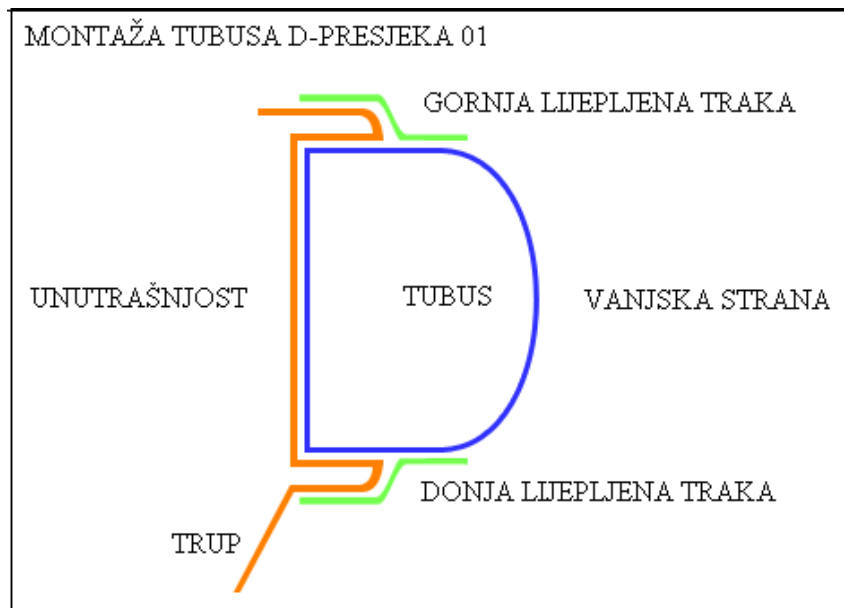 MONTAŽA TUBUSA D-PRESJEKA 01
GORNJA LIJEPLJENA TRAKA
UNUTRAŠNJOST
TUBUS
VANJSKA STRANA
DONJA LIJEPLJENA TRAKA
TRUP